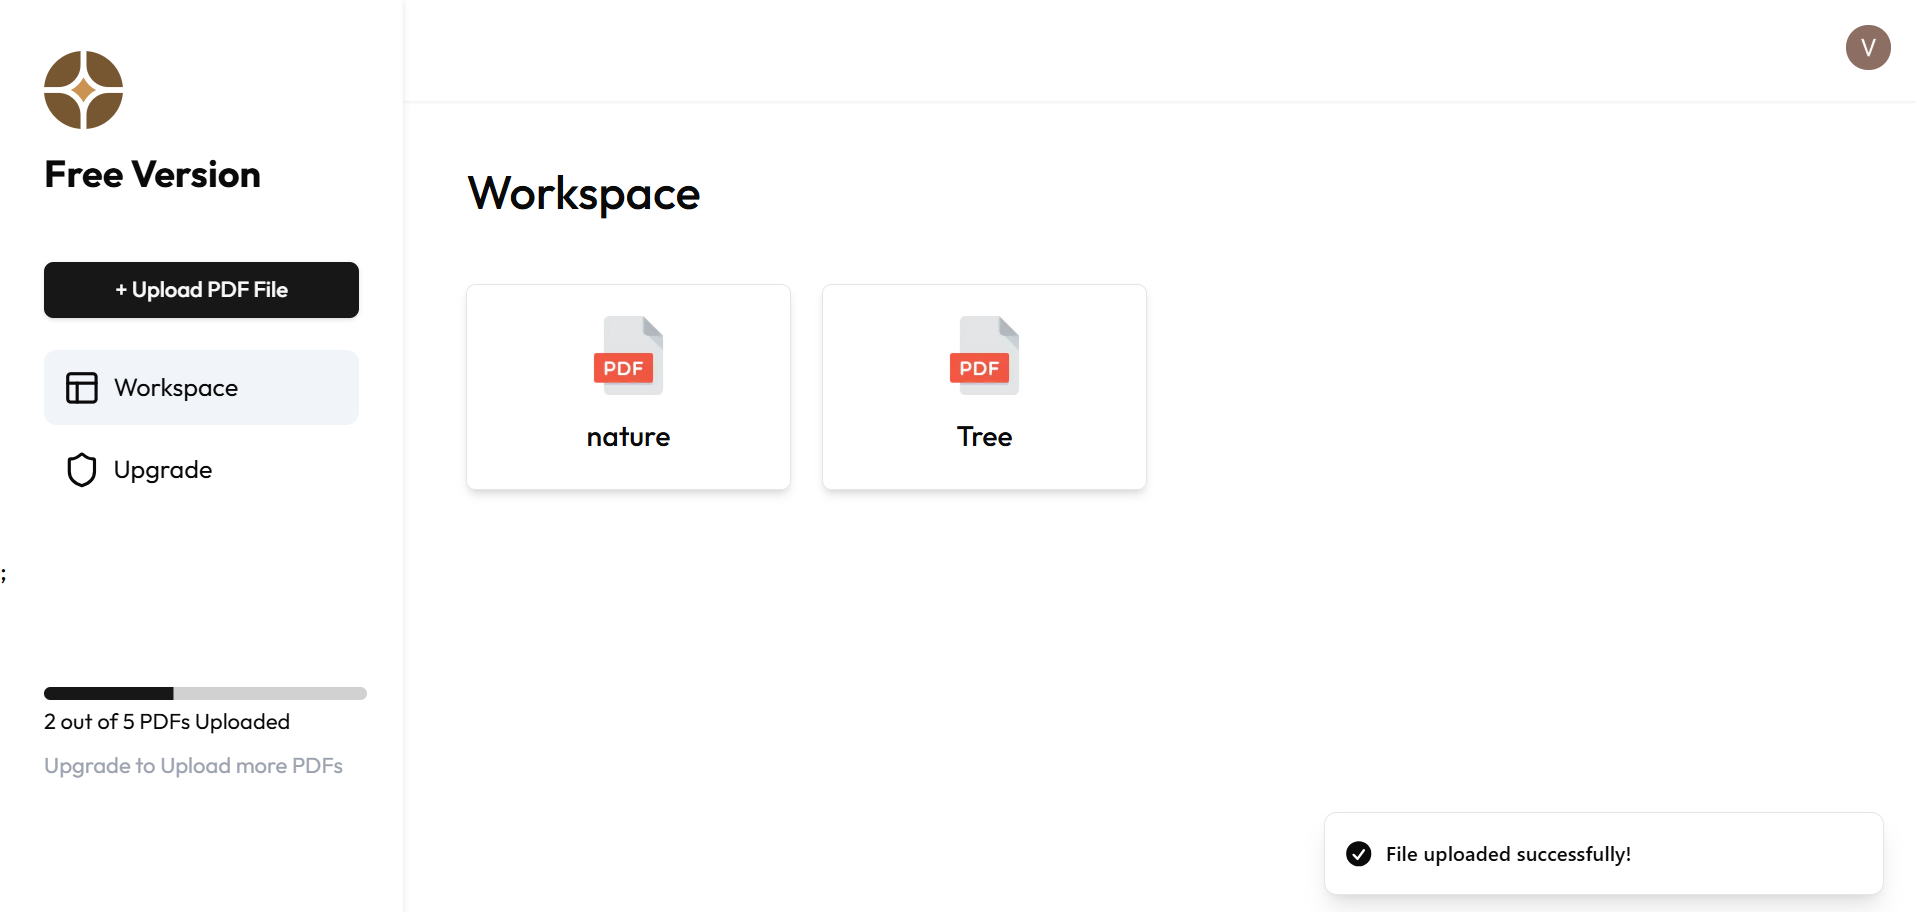 V
Free Version
+ Upload PDF File
Workspace
Upgrade
;
2 out of 5 PDFs Uploaded
Upgrade to Upload more PDFs
Workspace
PDF
nature
PDF
Tree
File uploaded successfully!